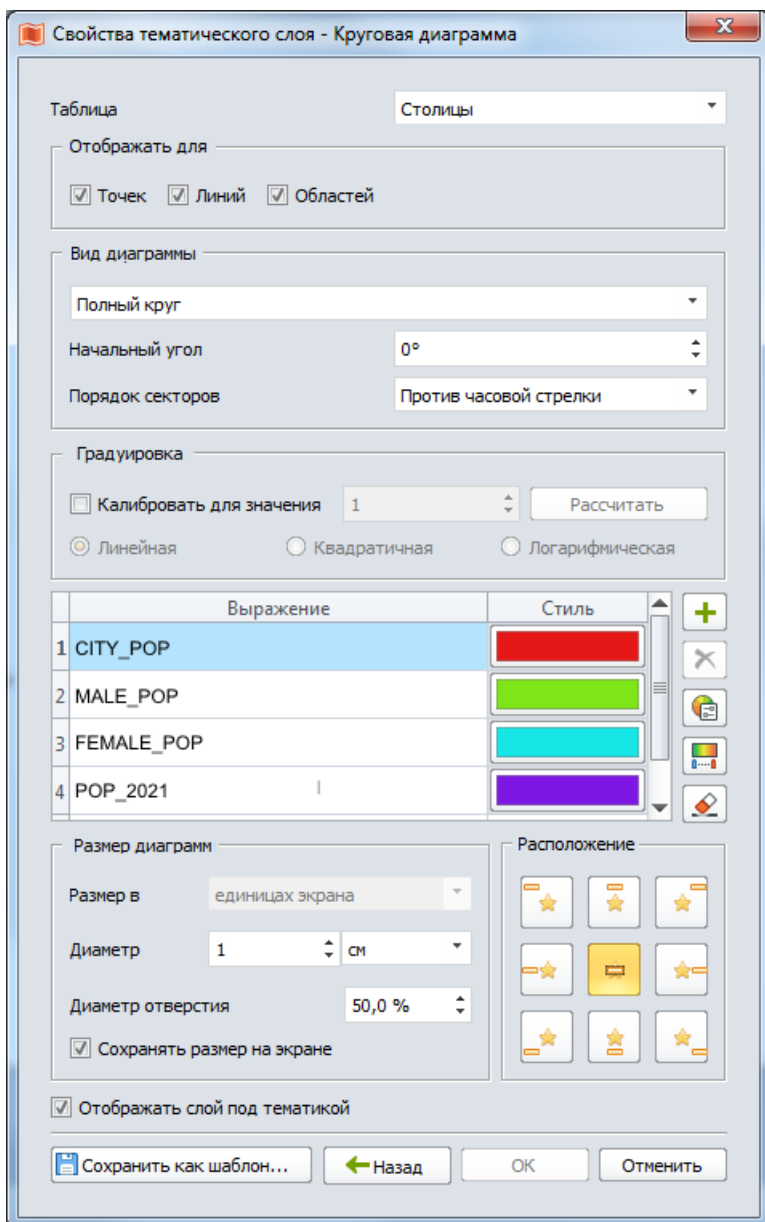 Свойства тематического слоя - Круговая диаграмма
Таблица Столицы
Отображать для
Точек Линий Областей
Вид диаграммы
Полный круг
Начальный угол 0°
Порядок секторов Против часовой стрелки
Градуировка
Калибровать для значения 1 Рассчитать
Линейная Квадратичная Логарифмическая
Выражение Стиль
1 CITY_POP
2 MALE_POP
3 FEMALE_POP
4 POP_2021
Размер диаграмм Расположение
Размер в единицах экрана
Диаметр 1 см
Диаметр отверстия 50,0 %
Сохранять размер на экране
Отображать слой под тематикой
Сохранить как шаблон... Назад ОК Отменить